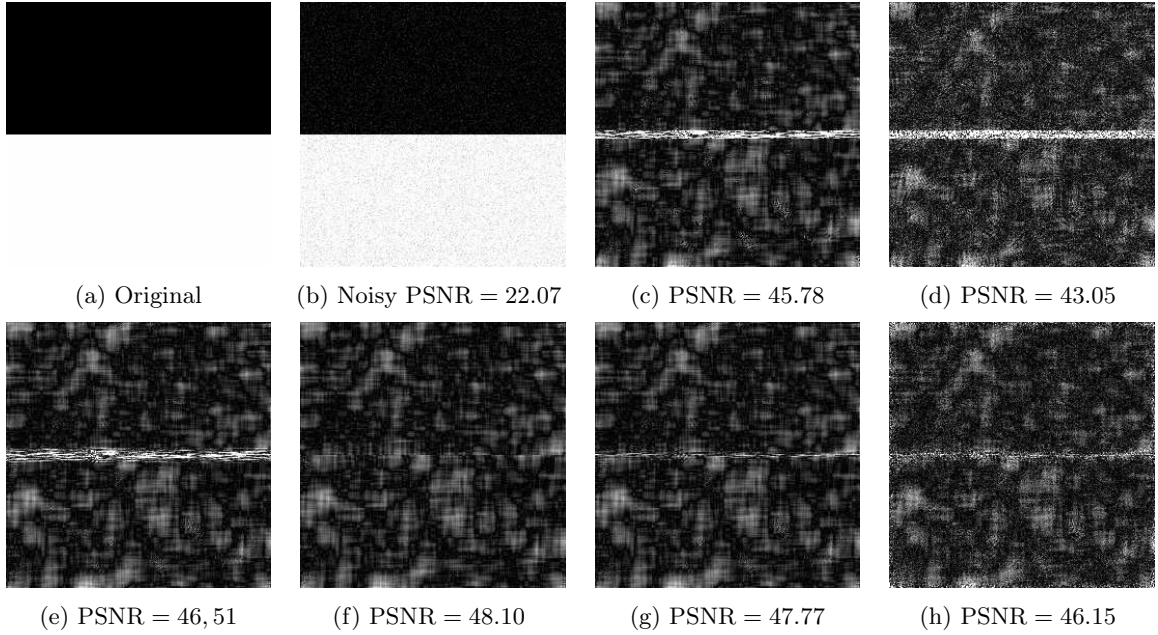 (a) Original
(b) Noisy PSNR = 22.07
(c) PSNR = 45.78
(d) PSNR = 43.05
(e) PSNR = 46, 51
(f) PSNR = 48.10
(g) PSNR = 47.77
(h) PSNR = 46.15